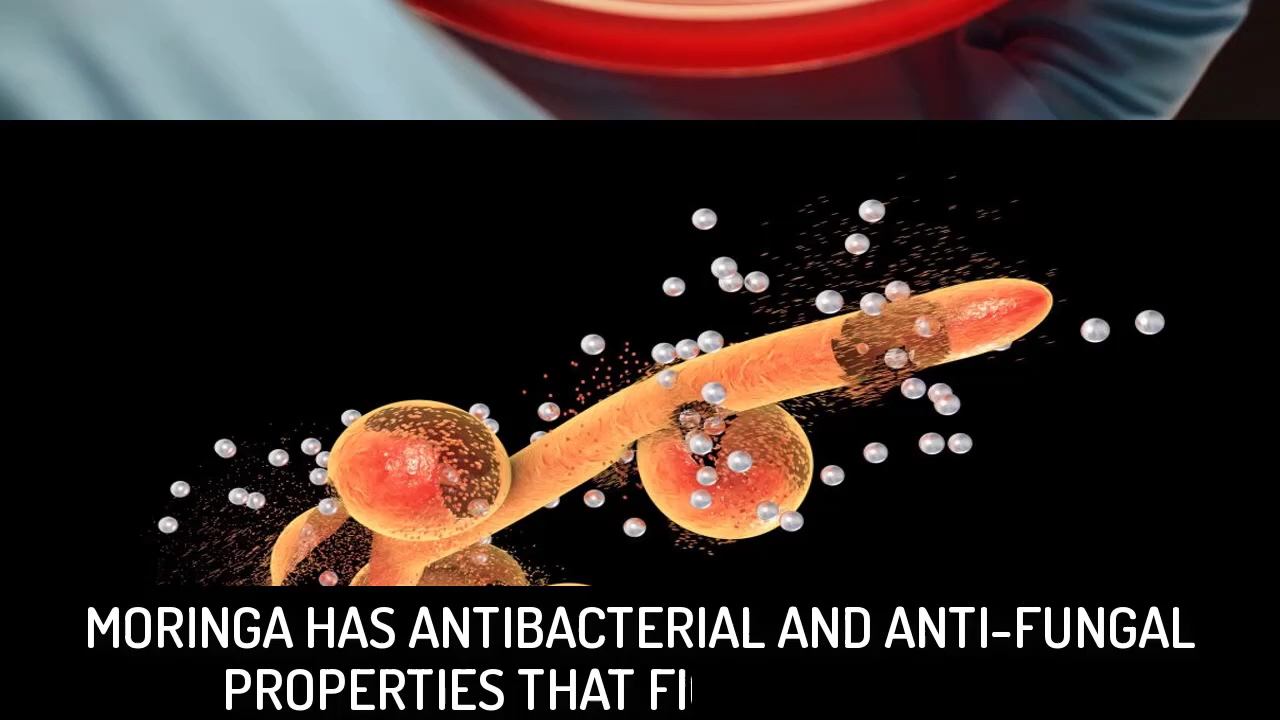 MORINGA HAS ANTIBACTERIAL AND ANTI-FUNGAL
PROPERTIES THAT